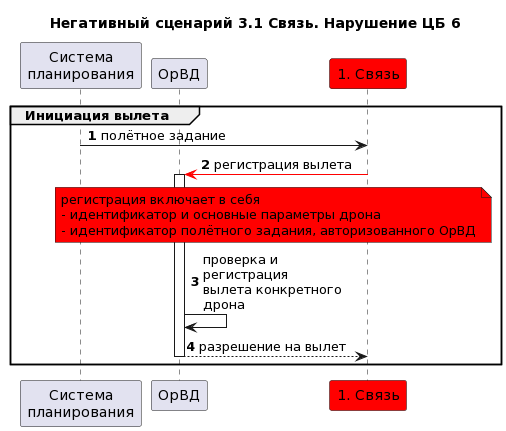 Негативный сценарий 3.1 Связь. Нарушение ЦБ 6
Система
планирования
ОрВД
1. Связь
Инициация вылета
1 полётное задание
2 регистрация вылета
регистрация включает в себя
- идентификатор и основные параметры дрона
- идентификатор полётного задания, авторизованного ОрВД
проверка и
регистрация
3 вылета конкретного
дрона
4 разрешение на вылет
Система
планирования
ОрВД
1. Связь